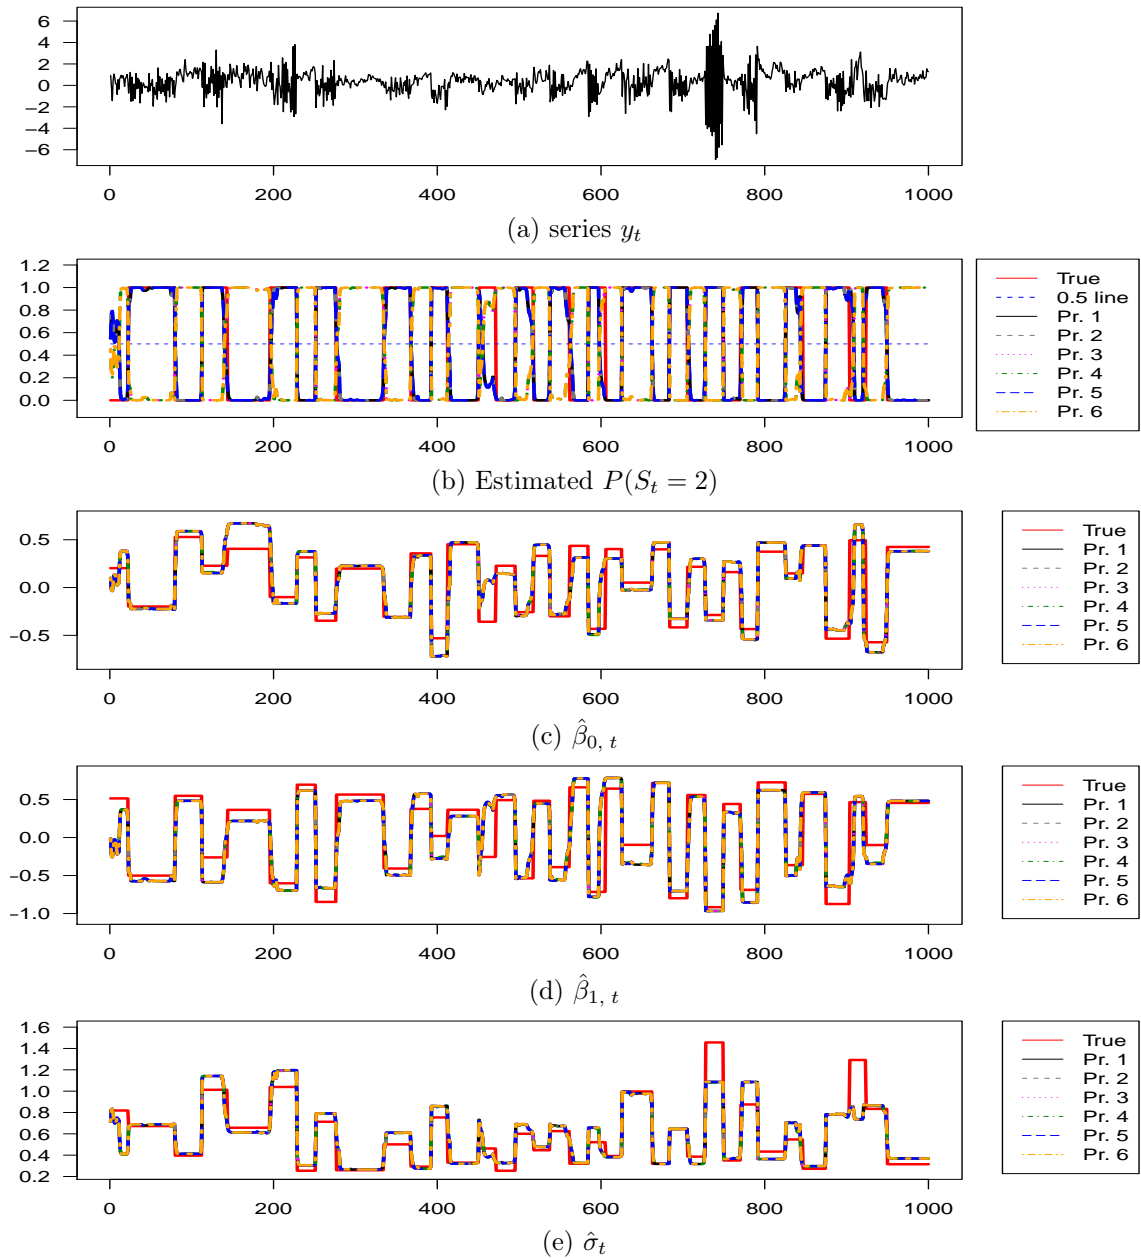 6
4
2
0
−2
−4
−6
0 200 400 600 800 1000
(a) series y_t
1.2
1.0
0.8
0.6
0.4
0.2
0.0
0 200 400 600 800 1000
True
0.5 line
Pr. 1
Pr. 2
Pr. 3
Pr. 4
Pr. 5
Pr. 6
(b) Estimated P(S_t = 2)
0.5
0.0
−0.5
0 200 400 600 800 1000
True
Pr. 1
Pr. 2
Pr. 3
Pr. 4
Pr. 5
Pr. 6
(c) β̂_{0, t}
0.5
0.0
−0.5
−1.0
0 200 400 600 800 1000
True
Pr. 1
Pr. 2
Pr. 3
Pr. 4
Pr. 5
Pr. 6
(d) β̂_{1, t}
1.6
1.4
1.2
1.0
0.8
0.6
0.4
0.2
0 200 400 600 800 1000
True
Pr. 1
Pr. 2
Pr. 3
Pr. 4
Pr. 5
Pr. 6
(e) σ̂_t